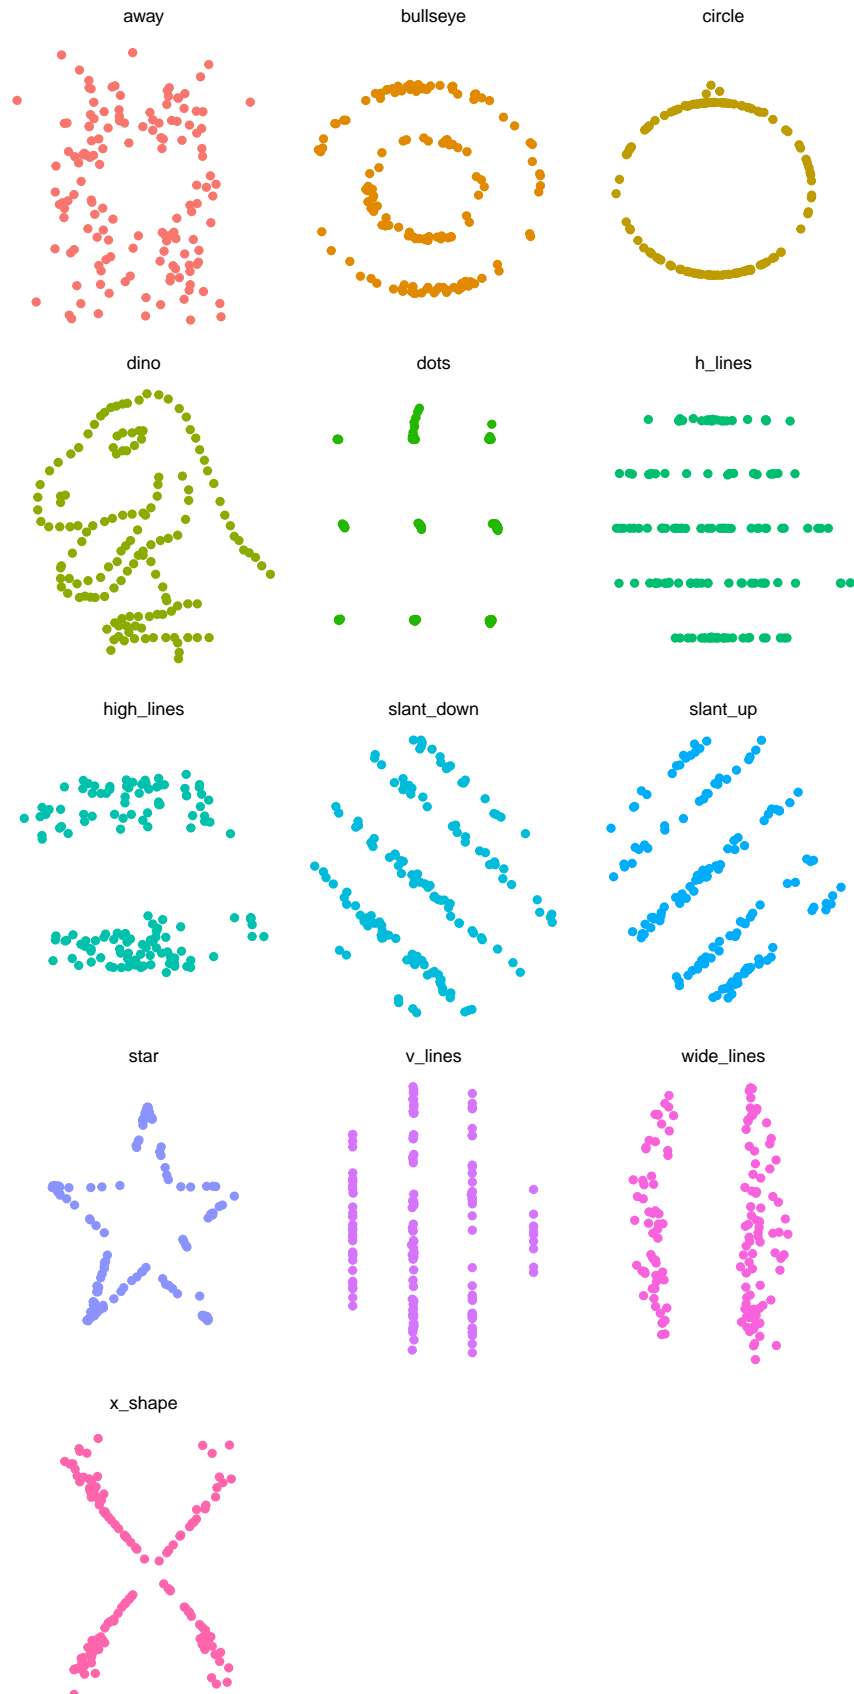 away
bullseye
circle
dino
dots
h_lines
high_lines
slant_down
slant_up
star
v_lines
wide_lines
x_shape